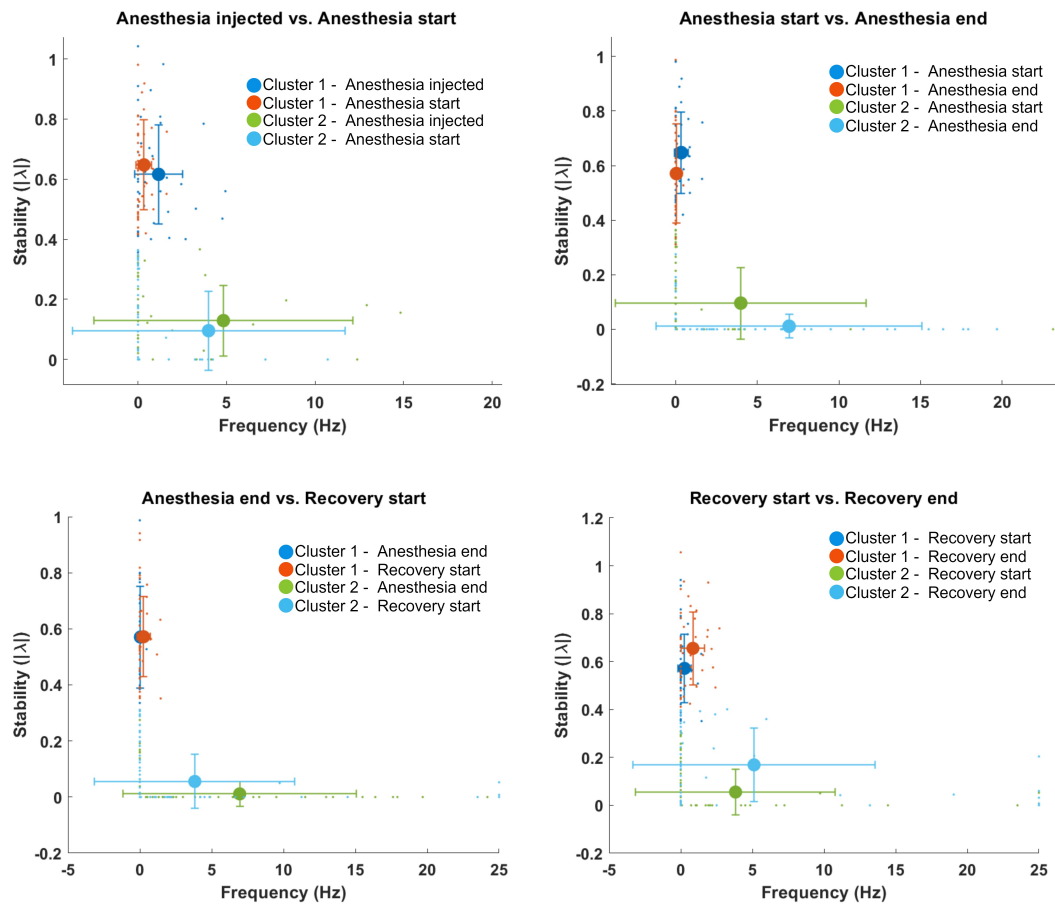 Anesthesia injected vs. Anesthesia start
1
0.8
0.6
0.4
0.2
0
Stability (|λ|)
Cluster 1 - Anesthesia injected
Cluster 1 - Anesthesia start
Cluster 2 - Anesthesia injected
Cluster 2 - Anesthesia start
0 5 10 15 20
Frequency (Hz)
Anesthesia start vs. Anesthesia end
1
0.8
0.6
0.4
0.2
0
-0.2
Stability (|λ|)
Cluster 1 - Anesthesia start
Cluster 1 - Anesthesia end
Cluster 2 - Anesthesia start
Cluster 2 - Anesthesia end
0 5 10 15 20
Frequency (Hz)
Anesthesia end vs. Recovery start
1
0.8
0.6
0.4
0.2
0
-0.2
Stability (|λ|)
Cluster 1 - Anesthesia end
Cluster 1 - Recovery start
Cluster 2 - Anesthesia end
Cluster 2 - Recovery start
-5 0 5 10 15 20 25
Frequency (Hz)
Recovery start vs. Recovery end
1.2
1
0.8
0.6
0.4
0.2
0
-0.2
Stability (|λ|)
Cluster 1 - Recovery start
Cluster 1 - Recovery end
Cluster 2 - Recovery start
Cluster 2 - Recovery end
-5 0 5 10 15 20 25
Frequency (Hz)